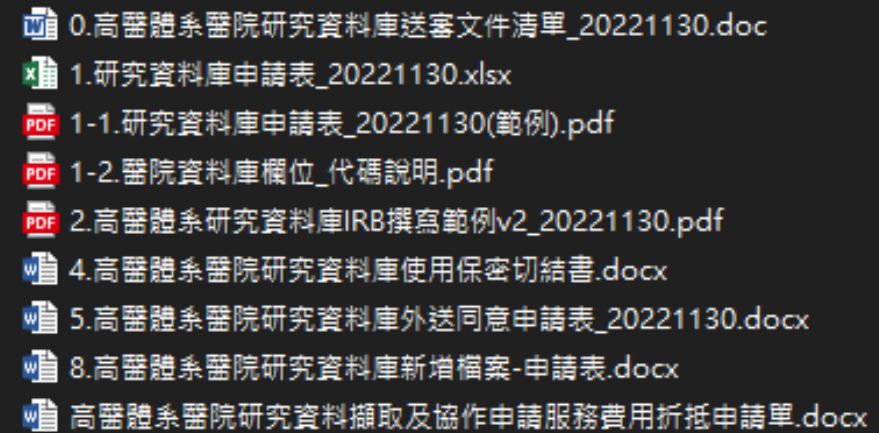 0.高醫體系醫院研究資料庫送審文件清單_20221130.doc
1.研究資料庫申請表_20221130.xlsx
PDF 1-1.研究資料庫申請表_20221130(範例).pdf
PDF 1-2.醫院資料庫欄位_代碼說明.pdf
PDF 2.高醫體系研究資料庫IRB撰寫範例v2_20221130.pdf
4.高醫體系醫院研究資料庫使用保密切結書.docx
5.高醫體系醫院研究資料庫外送同意申請表_20221130.docx
8.高醫體系醫院研究資料庫新增檔案-申請表.docx
高醫體系醫院研究資料擷取及協作申請服務費用折抵申請單.docx